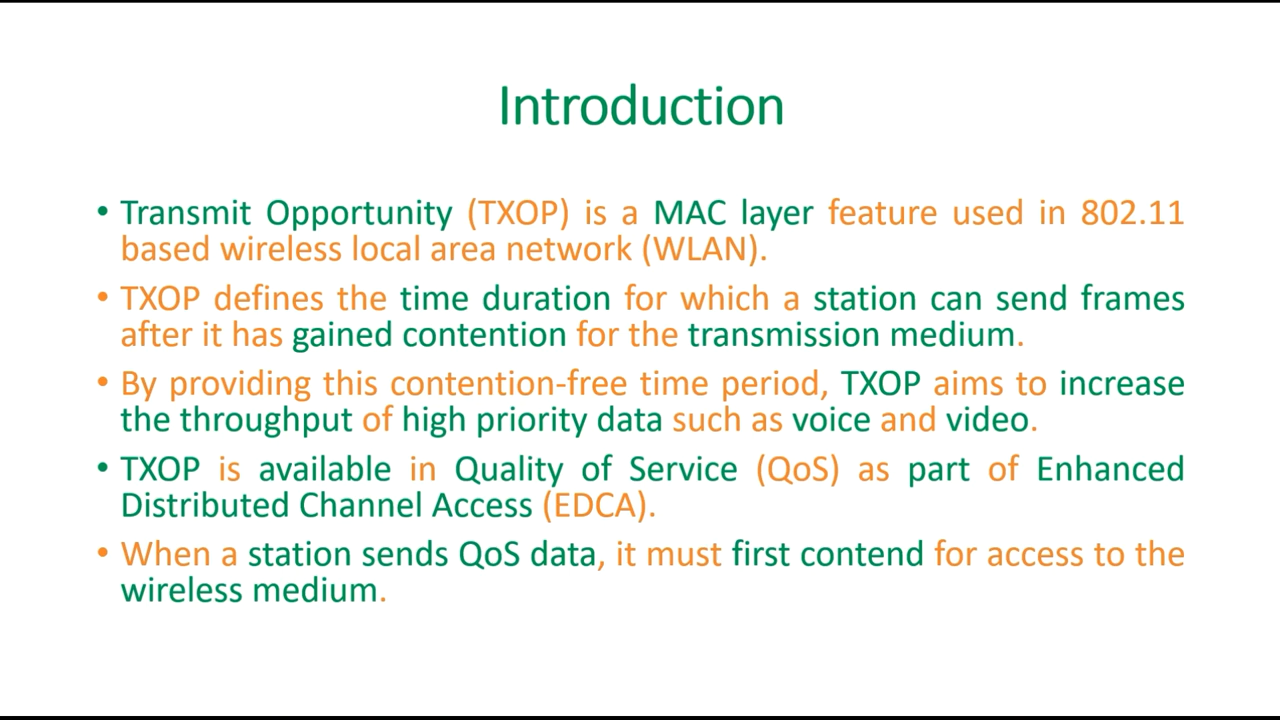 Introduction
• Transmit Opportunity (TXOP) is a MAC layer feature used in 802.11
based wireless local area network (WLAN).
• TXOP defines the time duration for which a station can send frames
after it has gained contention for the transmission medium.
• By providing this contention-free time period, TXOP aims to increase
the throughput of high priority data such as voice and video.
• TXOP is available in Quality of Service (QoS) as part of Enhanced
Distributed Channel Access (EDCA).
• When a station sends QoS data, it must first contend for access to the
wireless medium.